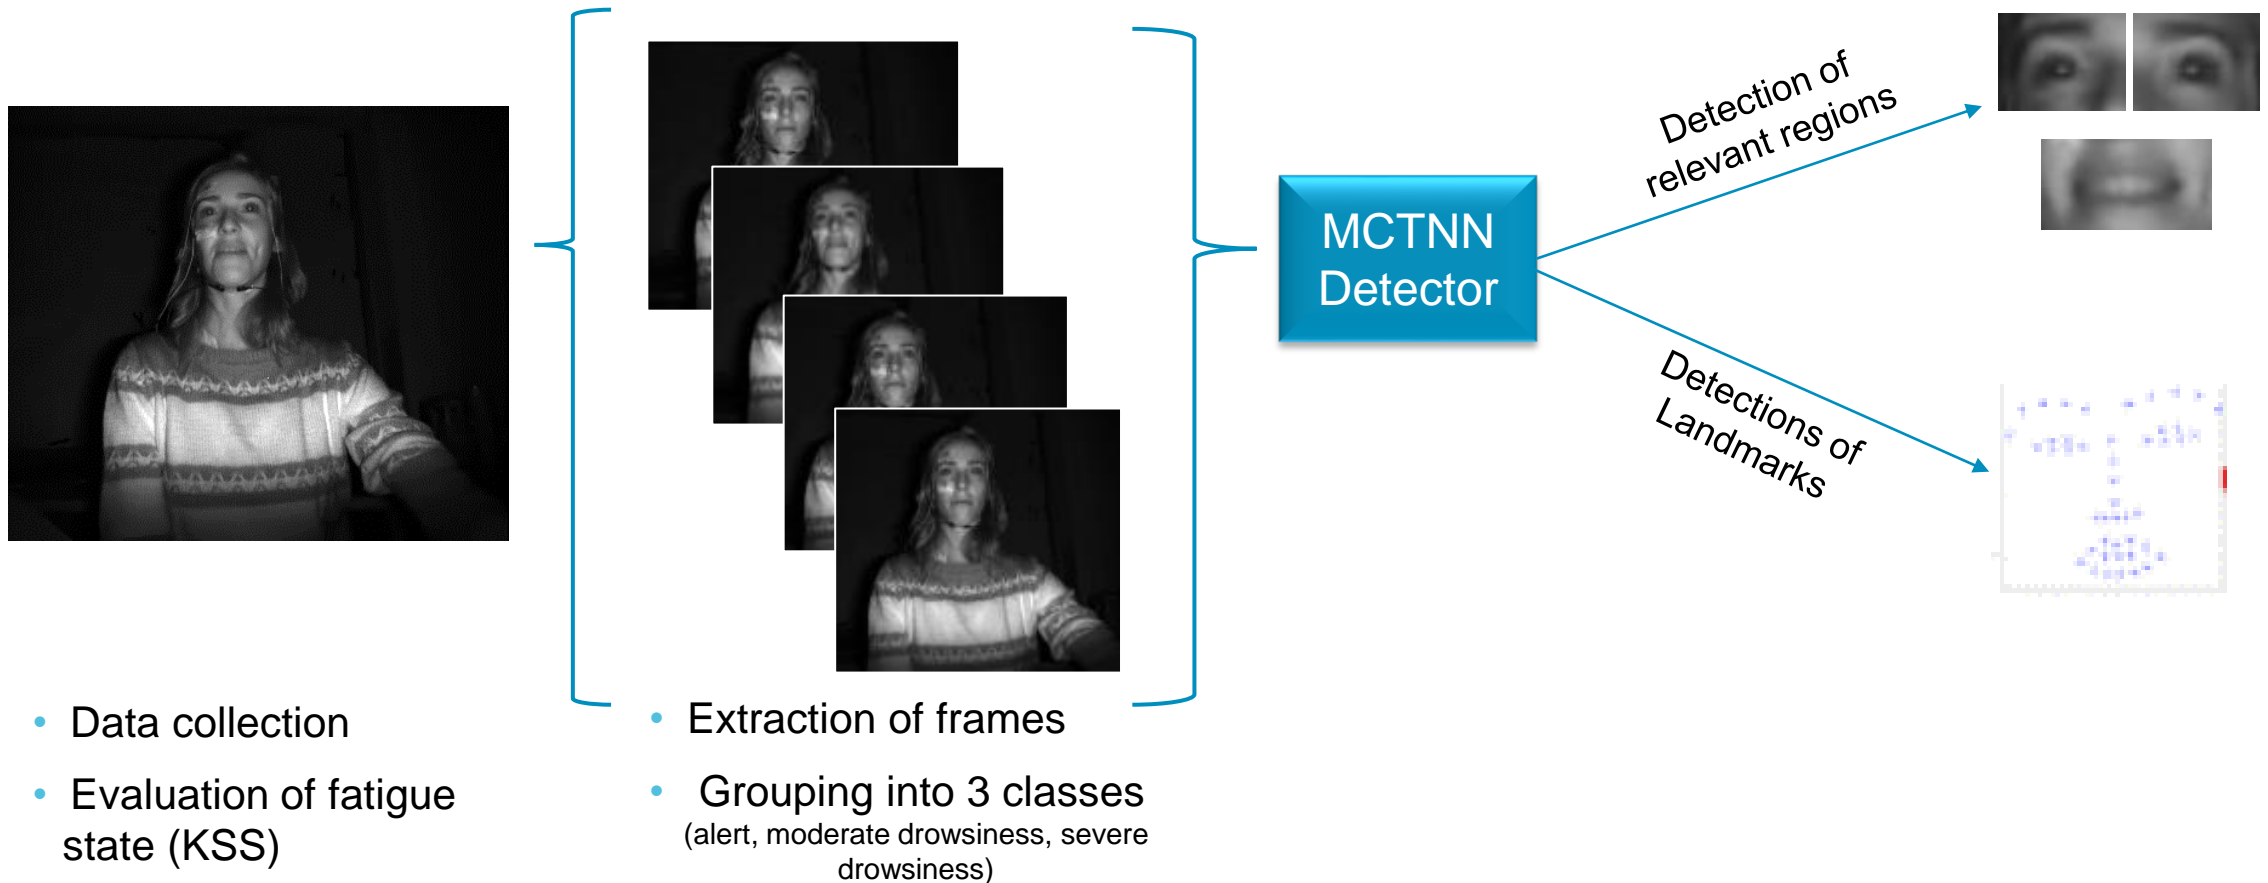 • Data collection
• Evaluation of fatigue
state (KSS)
• Extraction of frames
• Grouping into 3 classes
(alert, moderate drowsiness, severe
drowsiness)
MCTNN
Detector
Detection of
relevant regions
Detections of
Landmarks